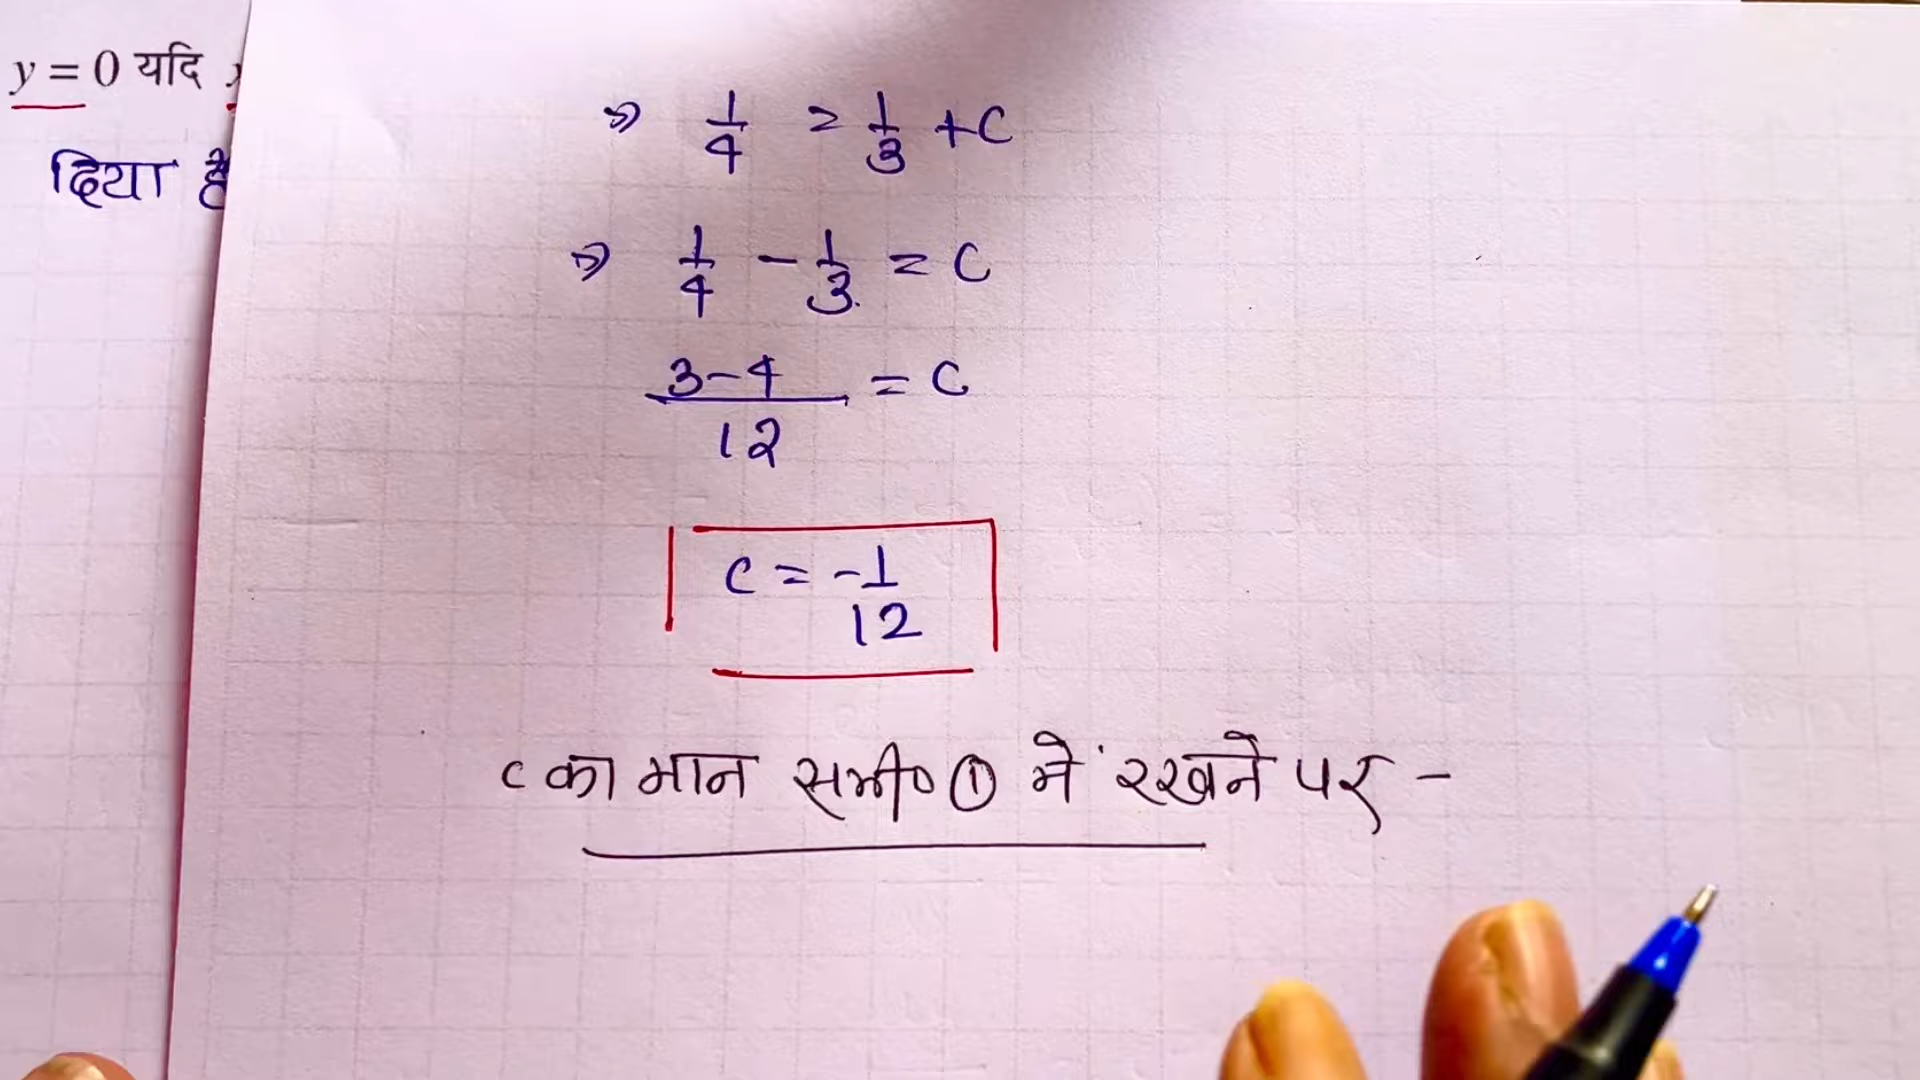 y = 0 यदि
दिया है
⇒ 1/4 = 1/3 + C
⇒ 1/4 - 1/3 = C
3-4/12 = C
C = -1/12
C का मान समी० ① में रखने पर -